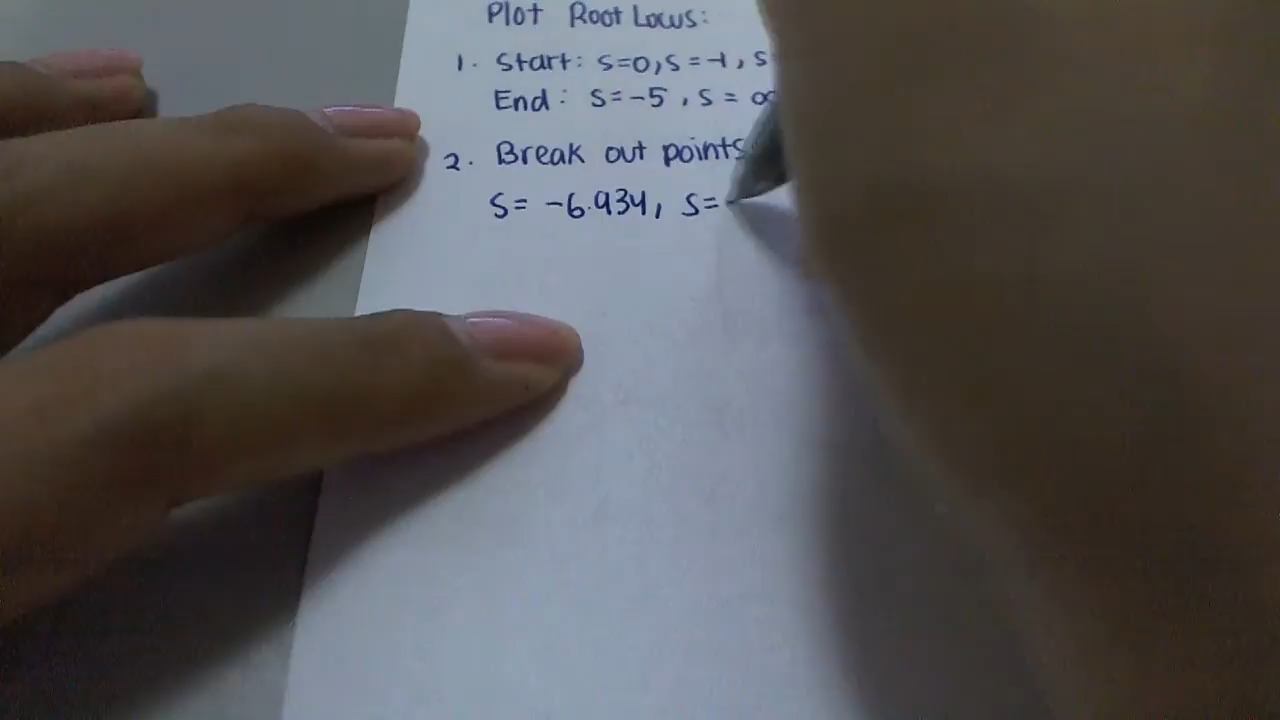 Plot Root Locus:
1. Start: s=0, s=-1, s
End: s=-5, s=∞
2. Break out points
s= -6.934, s=